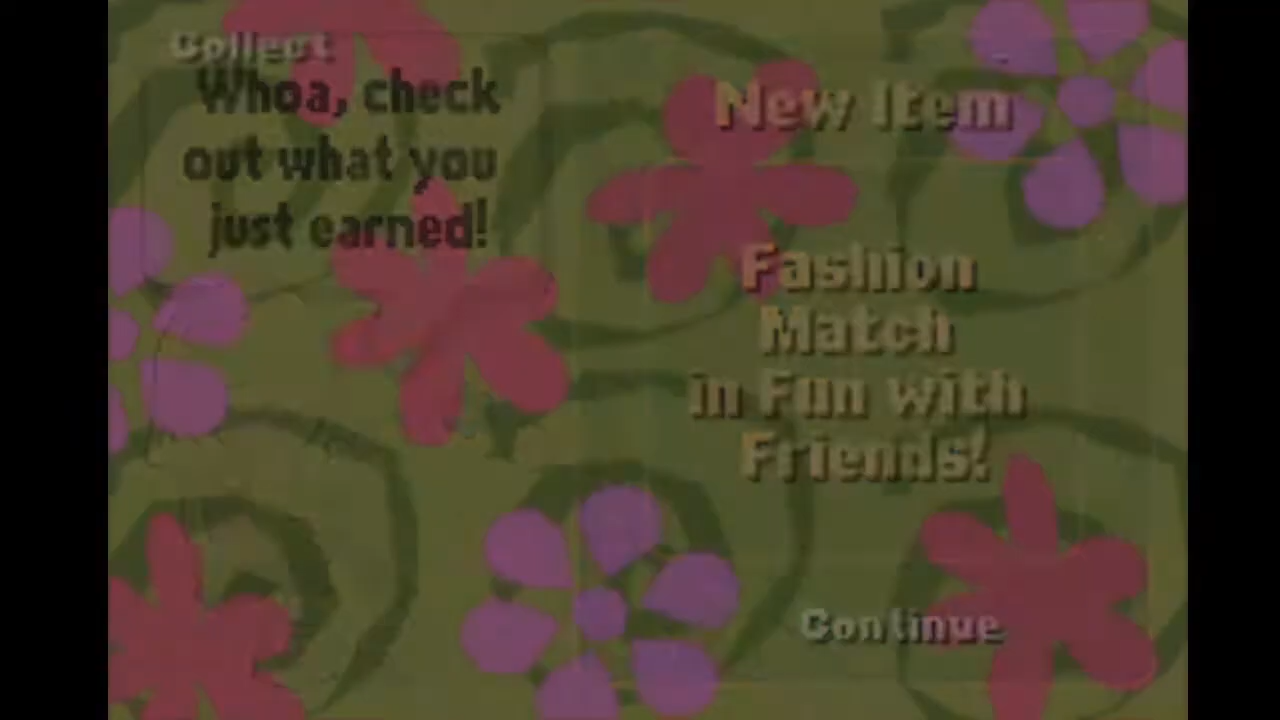 Collect
Whoa, check
out what you
just earned!
New Item
Fashion
Match
in Fun with
Friends!
Continue